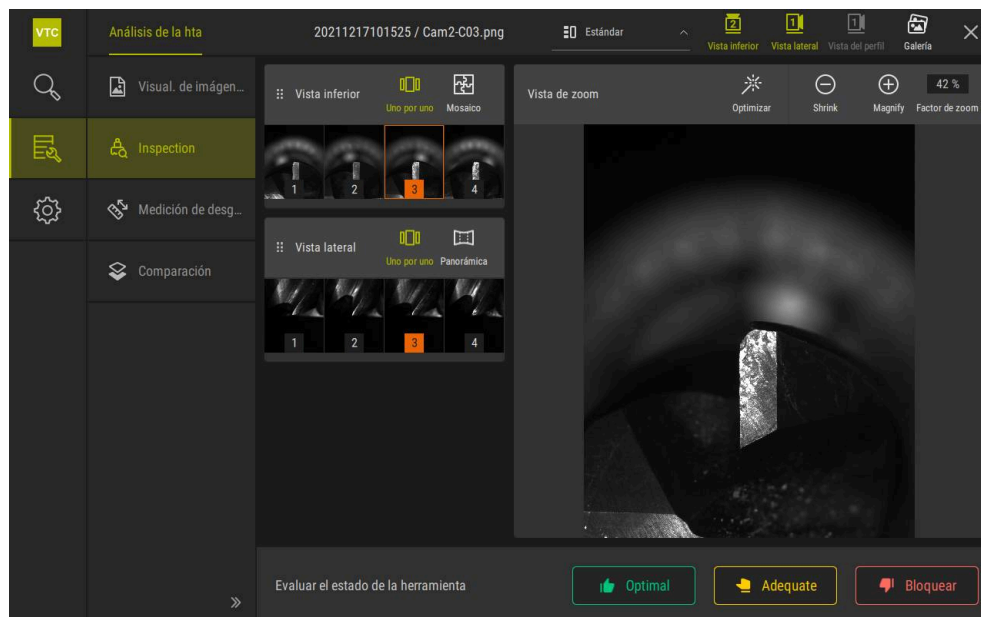 VTC
Análisis de la hta
20211217101525 / Cam2-C03.png
Estándar
2
Vista inferior
1
Vista lateral
1
Vista del perfil
Galería
Visual. de imágen...
Inspection
Medición de desg...
Comparación
Vista inferior
Uno por uno
Mosaico
1
2
3
4
Vista lateral
Uno por uno
Panorámica
1
2
3
4
Vista de zoom
Optimizar
Shrink
Magnify
42 %
Factor de zoom
Evaluar el estado de la herramienta
Optimal
Adequate
Bloquear